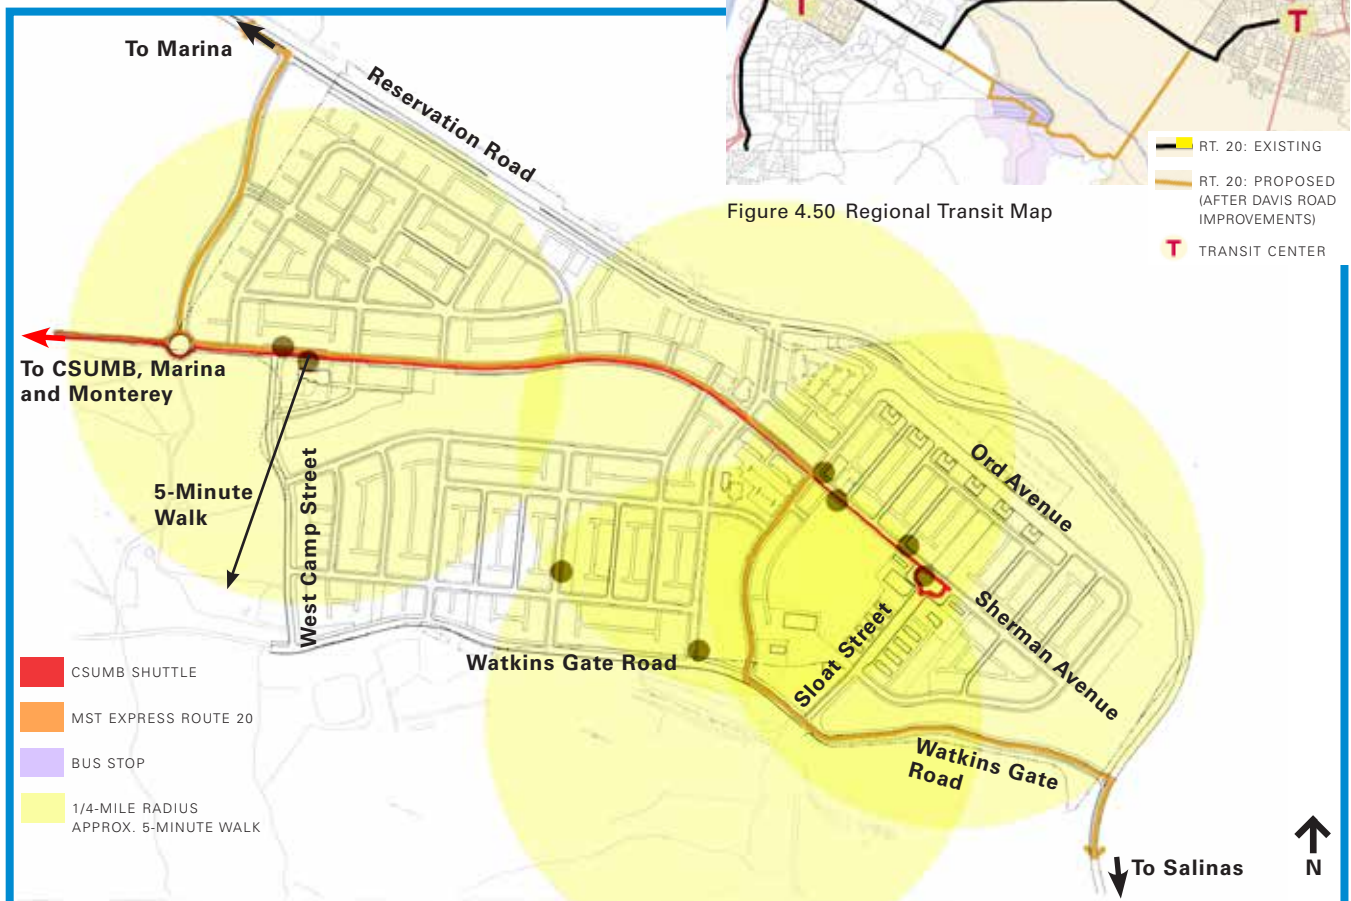 To Marina
Reservation Road
T
T
RT. 20: EXISTING
RT. 20: PROPOSED
(AFTER DAVIS ROAD
IMPROVEMENTS)
T TRANSIT CENTER
Figure 4.50 Regional Transit Map
To CSUMB, Marina
and Monterey
5-Minute
Walk
West Camp Street
Ord Avenue
Sherman Avenue
Sloat Street
Watkins Gate Road
Watkins Gate
Road
CSUMB SHUTTLE
MST EXPRESS ROUTE 20
BUS STOP
1/4-MILE RADIUS
APPROX. 5-MINUTE WALK
To Salinas
N